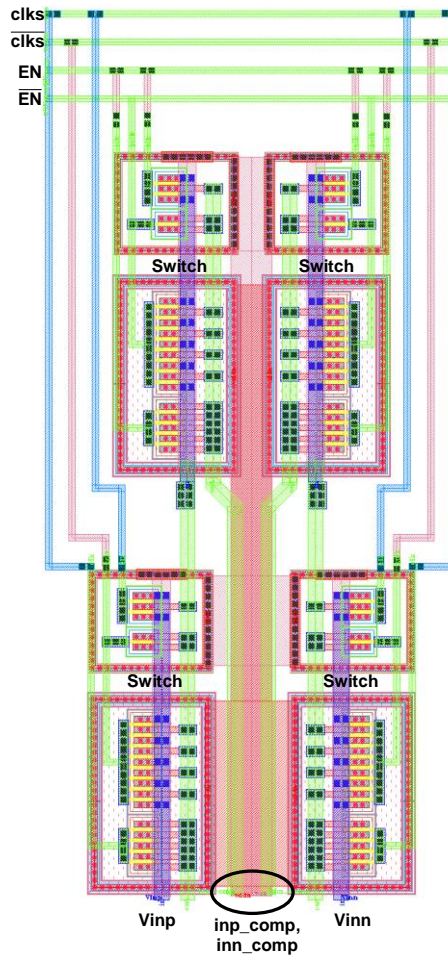 clks
clks
EN
EN
Switch Switch
Switch Switch
Vinp Vinn
inp_comp,
inn_comp